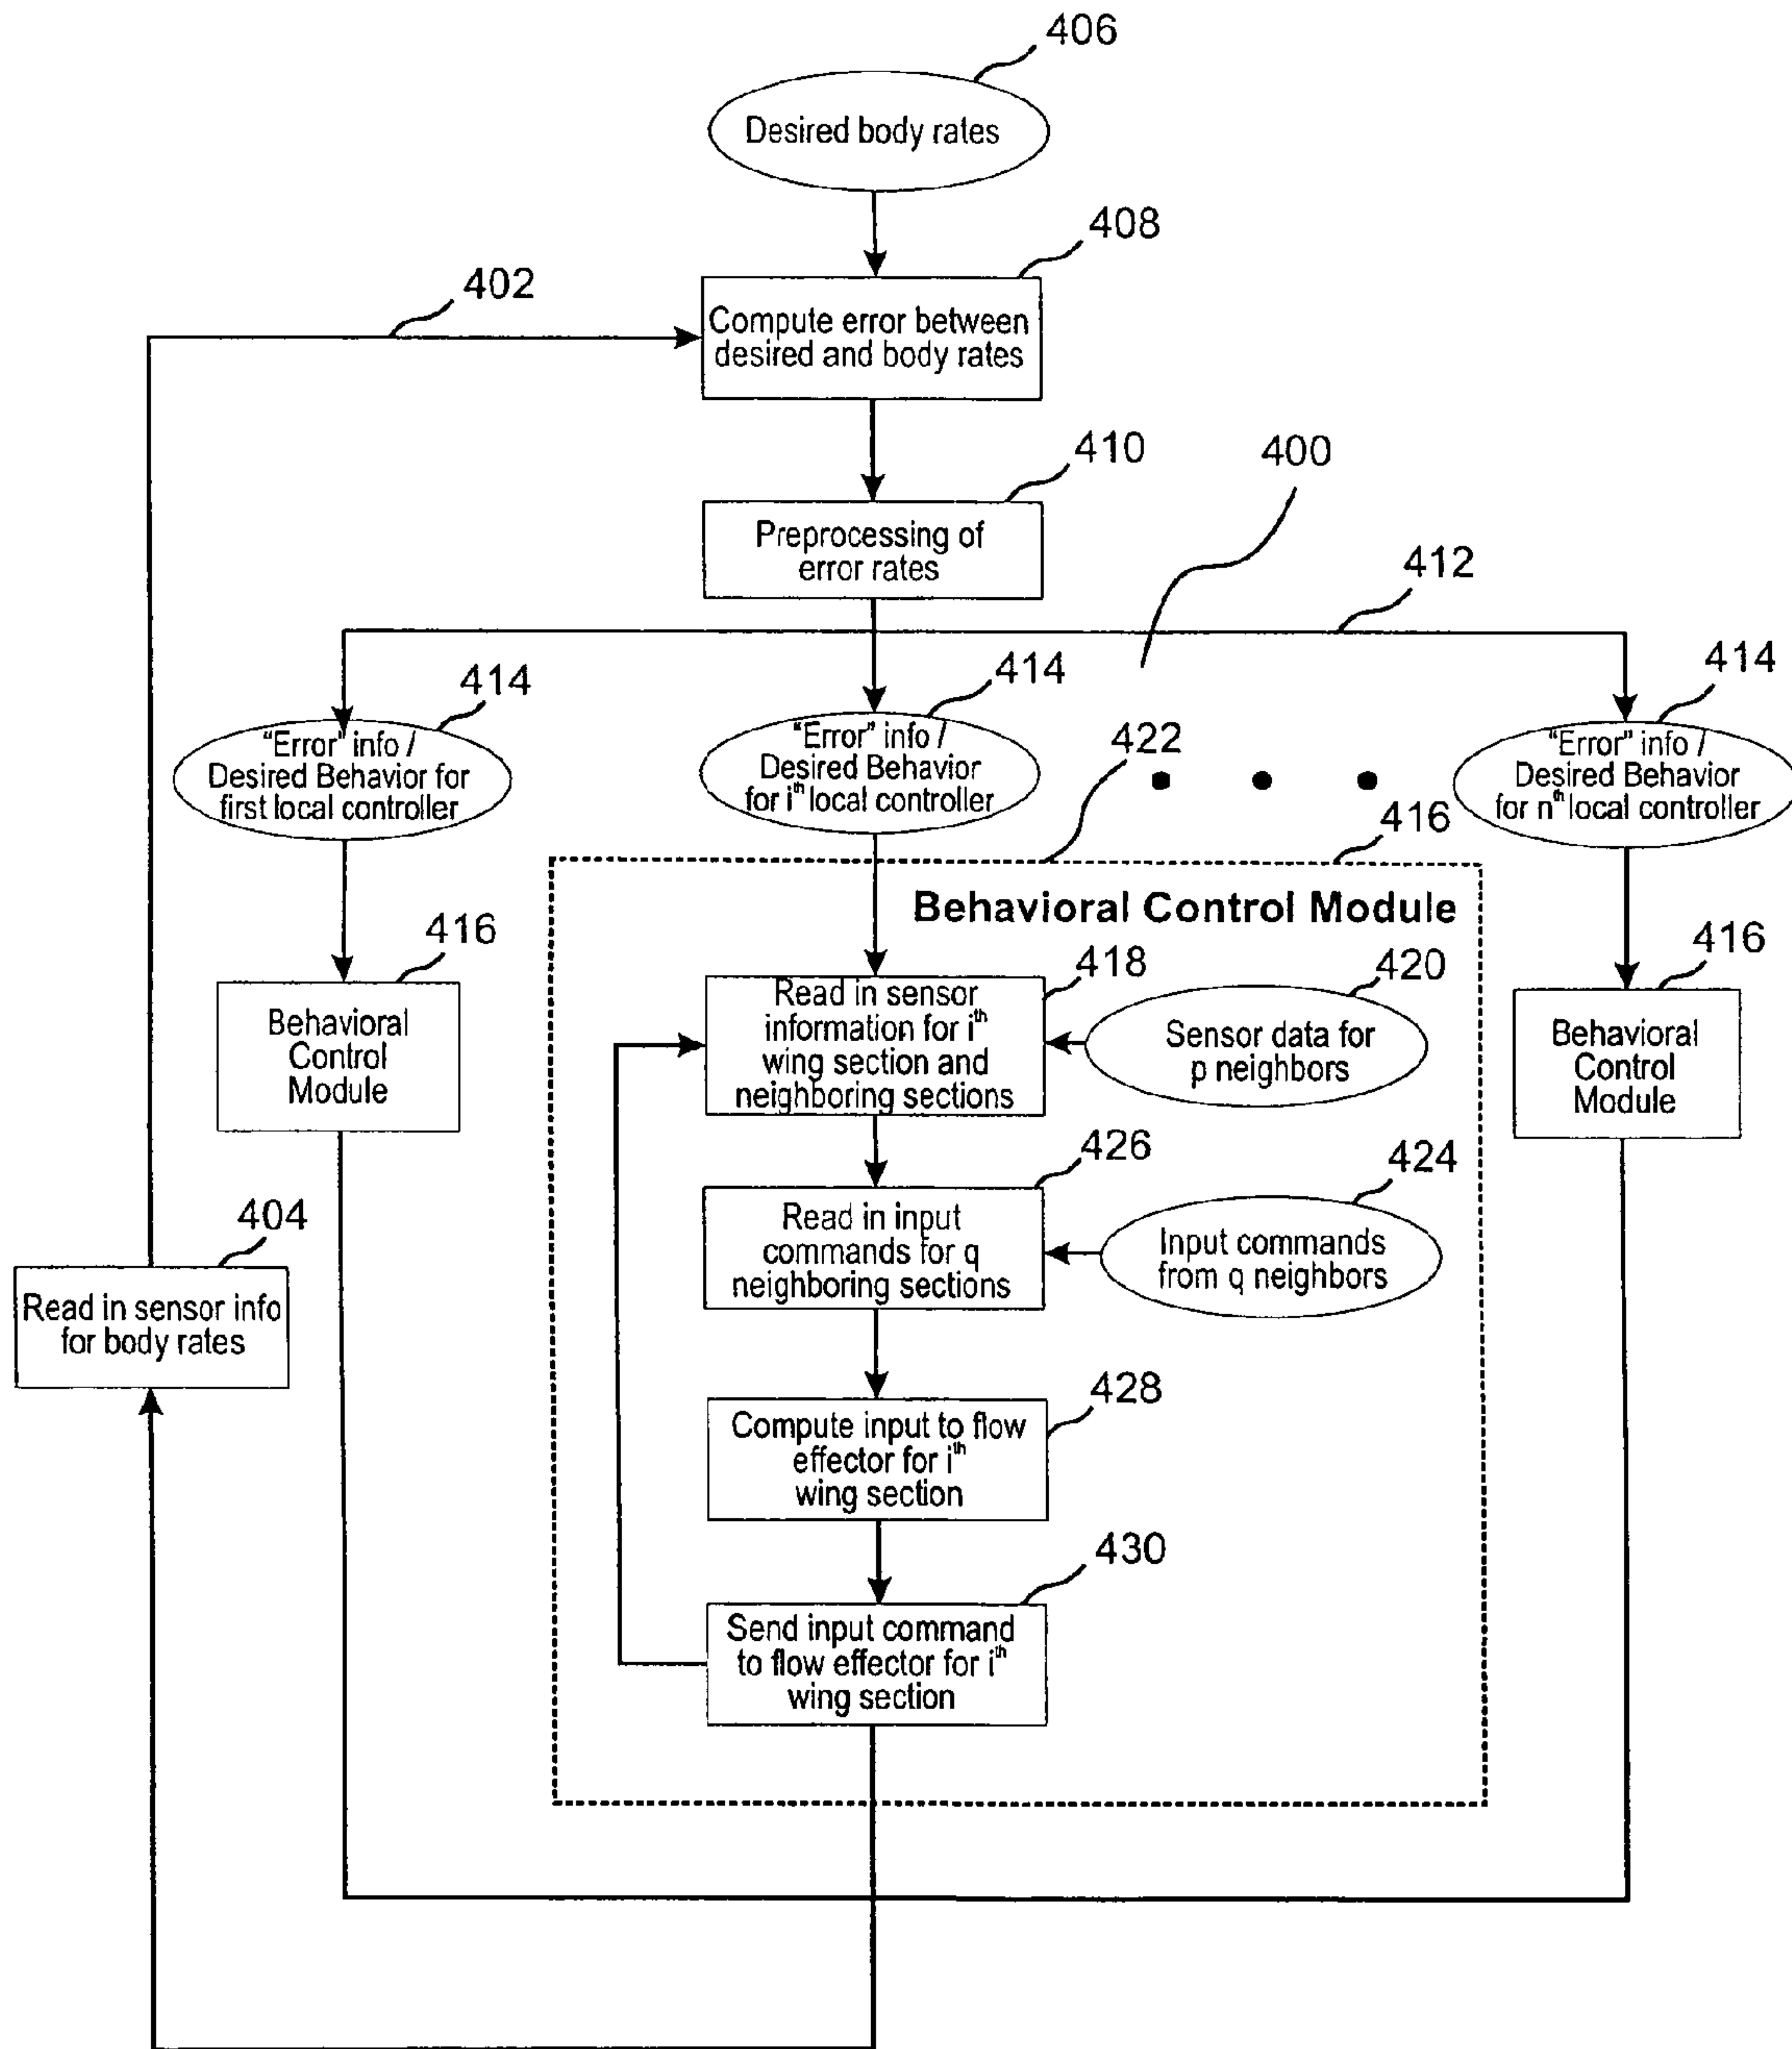 406
Desired body rates
408
402
Compute error between
desired and body rates
410
400
Preprocessing of
error rates
412
414
414
414
"Error" info /
Desired Behavior for
first local controller
"Error" info /
Desired Behavior
for iᵗʰ local controller
422
• • •
"Error" info /
Desired Behavior
for nᵗʰ local controller
416
Behavioral Control Module
416
418
420
416
Behavioral
Control
Module
Read in sensor
information for iᵗʰ
wing section and
neighboring sections
Sensor data for
p neighbors
Behavioral
Control
Module
426
424
404
Read in input
commands for q
neighboring sections
Input commands
from q neighbors
Read in sensor info
for body rates
428
Compute input to flow
effector for iᵗʰ
wing section
430
Send input command
to flow effector for iᵗʰ
wing section